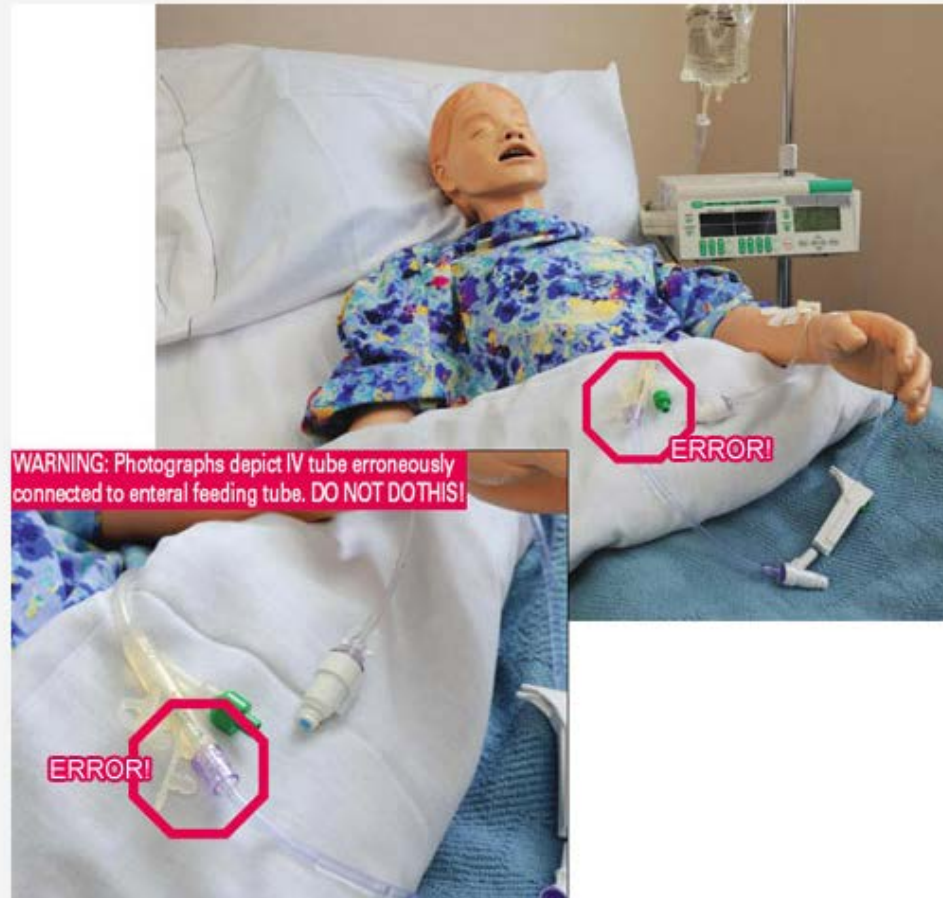 ERROR!
WARNING: Photographs depict IV tube erroneously
connected to enteral feeding tube. DO NOT DOTHIS!
ERROR!